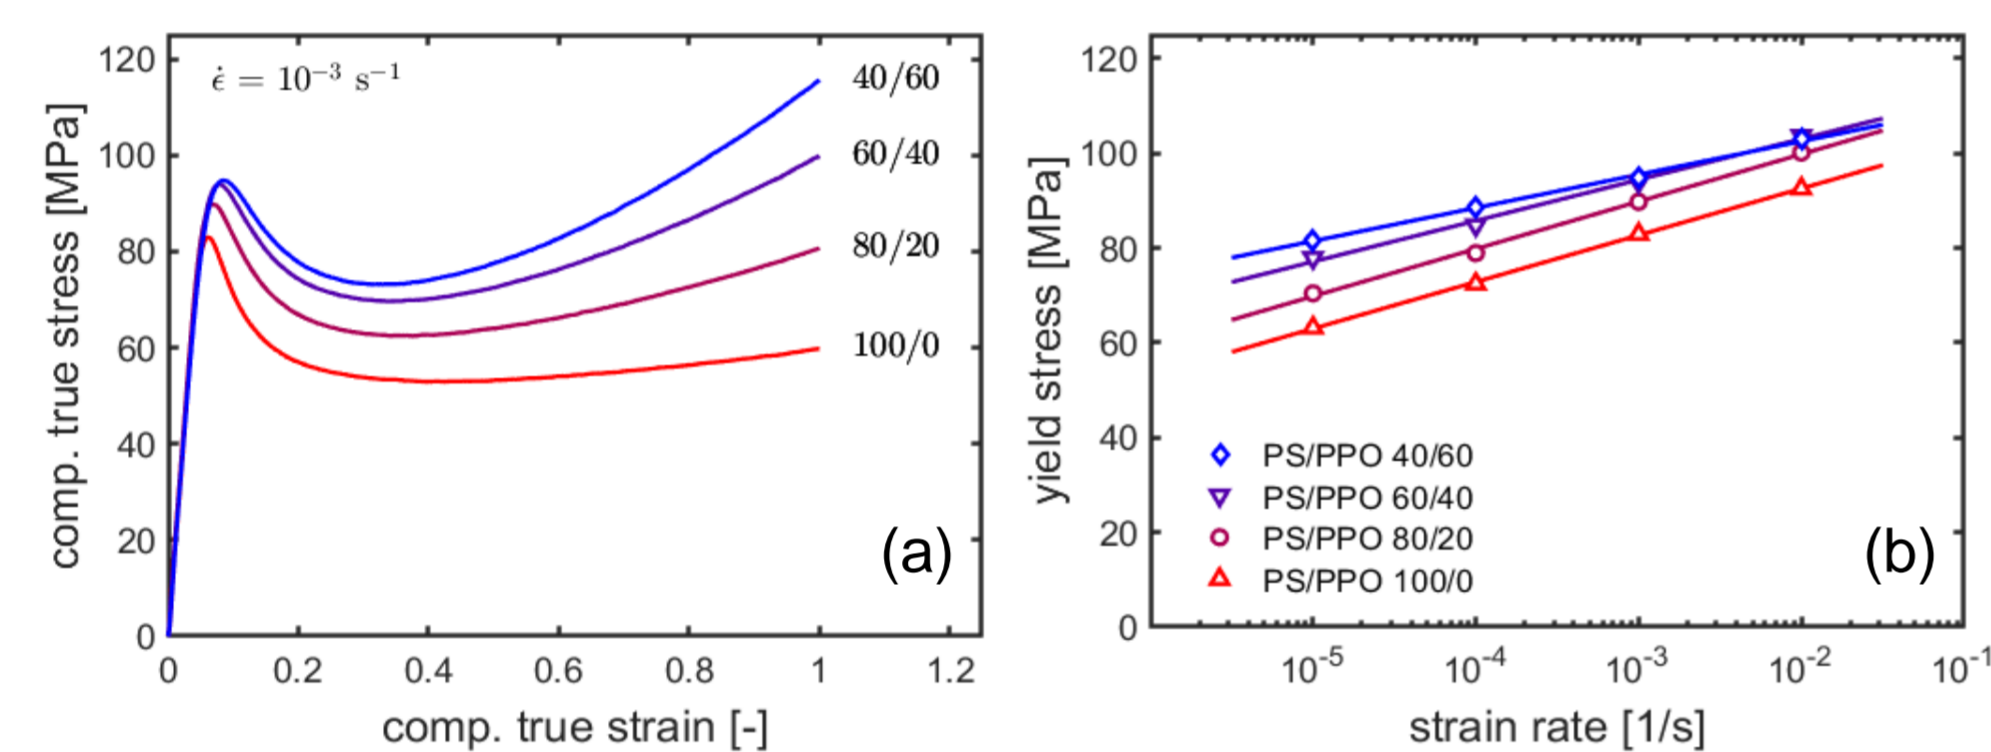 120
100
80
60
40
20
0
comp. true stress [MPa]
ε̇ = 10⁻³ s⁻¹
40/60
60/40
80/20
100/0
(a)
0 0.2 0.4 0.6 0.8 1 1.2
comp. true strain [-]
120
100
80
60
40
20
0
yield stress [MPa]
PS/PPO 40/60
PS/PPO 60/40
PS/PPO 80/20
PS/PPO 100/0
(b)
10⁻⁵ 10⁻⁴ 10⁻³ 10⁻² 10⁻¹
strain rate [1/s]